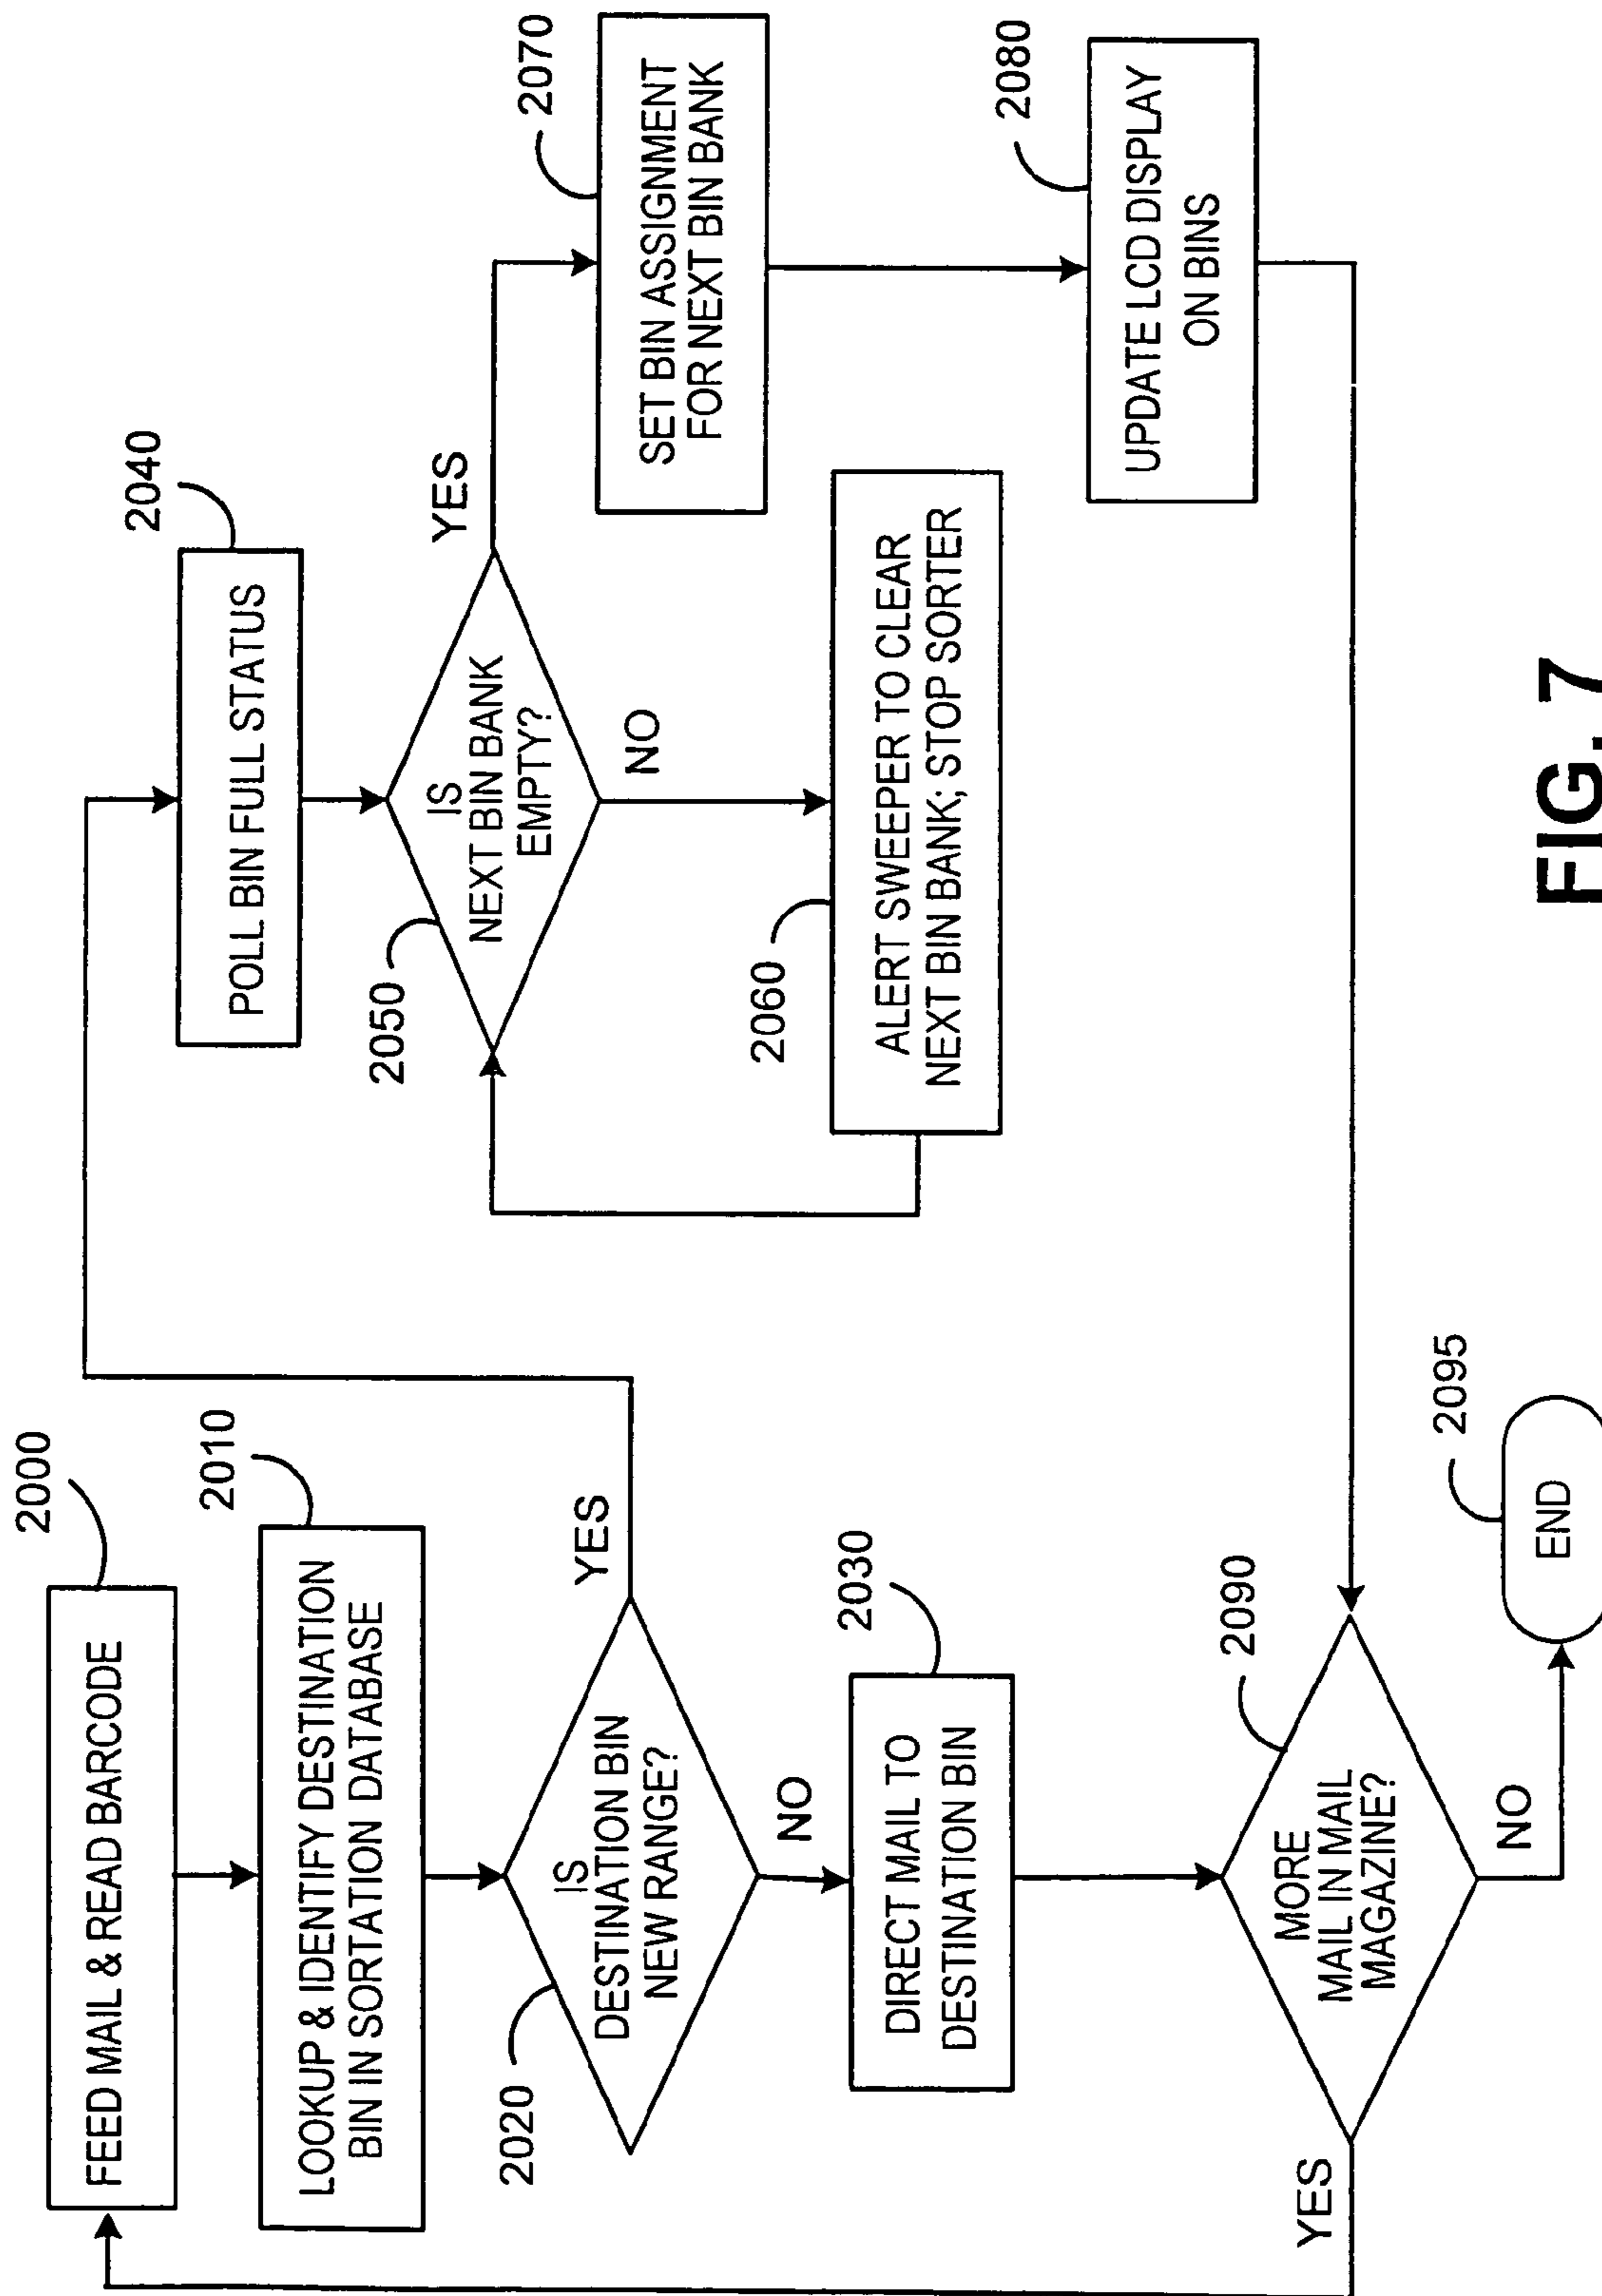 2000
FEED MAIL & READ BARCODE
2010
LOOKUP & IDENTIFY DESTINATION
BIN IN SORTATION DATABASE
2020
IS
DESTINATION BIN
NEW RANGE?
YES
NO
2030
DIRECT MAIL TO
DESTINATION BIN
2040
POLL BIN FULL STATUS
2050
IS
NEXT BIN BANK
EMPTY?
YES
NO
2060
ALERT SWEEPER TO CLEAR
NEXT BIN BANK; STOP SORTER
2070
SET BIN ASSIGNMENT
FOR NEXT BIN BANK
2080
UPDATE LCD DISPLAY
ON BINS
2090
MORE
MAIL IN MAIL
MAGAZINE?
YES
NO
2095
END
FIG. 7